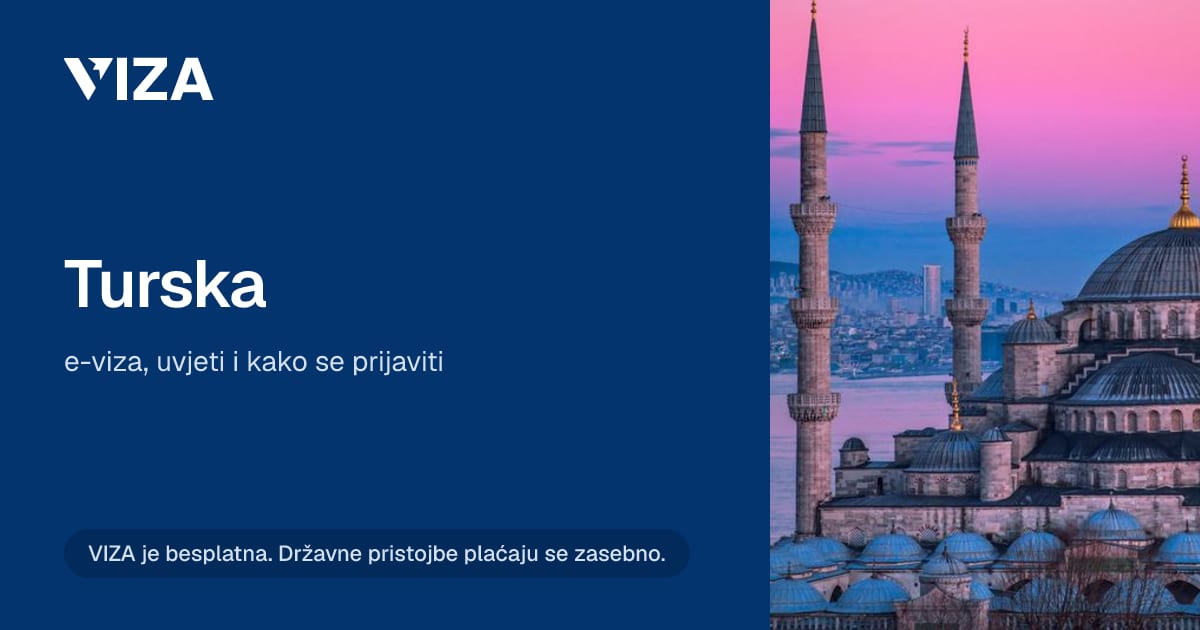 VIZA
Turska
e-viza, uvjeti i kako se prijaviti
VIZA je besplatna. Državne pristojbe plaćaju se zasebno.